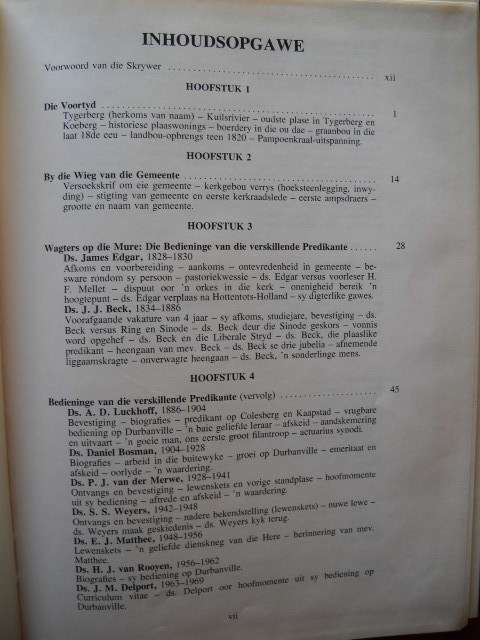 INHOUDSOPGAWE
Voorwoord van die Skrywer . . . . . . . . . . . . . . . . . . . . . . . . . . . . . . . . . . . . . . . . xii
HOOFSTUK 1
Die Voortyd . . . . . . . . . . . . . . . . . . . . . . . . . . . . . . . . . . . . . . . . . . . . . . . . . . 1
Tygerberg (herkoms van naam) – Kuilsrivier – oudste plase in Tygerberg en
Koeberg – historiese plaaswonings – boerdery in die ou dae – graanbou in die
laat 18de eeu – landbou-opbrengs teen 1820 – Pampoenkraal-uitspanning.
HOOFSTUK 2
By die Wieg van die Gemeente . . . . . . . . . . . . . . . . . . . . . . . . . . . . . . . . . . . 14
Versoekskrif om eie gemeente – kerkgebou verrys (hoeksteenlegging, inwy-
ding) – stigting van gemeente en eerste kerkraadslede – eerste ampsdraers –
grootte en naam van gemeente.
HOOFSTUK 3
Wagters op die Mure: Die Bedieninge van die verskillende Predikante . . . . . . 28
Ds. James Edgar, 1828–1830
Afkoms en voorbereiding – aankoms – ontevredenheid in gemeente – be-
sware rondom sy persoon – pastoriekwessie – ds. Edgar versus voorleser H.
F. Mellet – dispuut oor 'n orkes in die kerk – onenigheid bereik 'n
hoogtepunt – ds. Edgar verplaas na Hottentots-Holland – sy digterlike gawes.
Ds. J. J. Beck, 1834–1886
Voorafgaande vakature van 4 jaar – sy afkoms, studiejare, bevestiging – ds.
Beck versus Ring en Sinode – ds. Beck deur die Sinode geskors – vonnis
word opgehef – ds. Beck en die Liberale Stryd – ds. Beck, die plaaslike
predikant – heengaan van mev. Beck – ds. Beck se drie jubelia – afnemende
liggaamskragte – onverwagte heengaan – ds. Beck, 'n sonderlinge mens.
HOOFSTUK 4
Bedieninge van die verskillende Predikante (vervolg) . . . . . . . . . . . . . . . . . . 45
Ds. A. D. Luckhoff, 1886–1904
Bevestiging – biografies – predikant op Colesberg en Kaapstad – vrugbare
bediening op Durbanville – 'n baie geliefde leraar – afskeid – aandskemering
en uitvaart – 'n goeie man, ons eerste groot filantroop – actuarius synodi.
Ds. Daniel Bosman, 1904–1928
Biografies – arbeid in die buitewyke – groei op Durbanville – emeritaat en
afskeid – oorlyde – 'n waardering.
Ds. P. J. van der Merwe, 1928–1941
Ontvangs en bevestiging – lewenskets en vorige standplase – hoofmomente
uit sy bediening – aftrede en afskeid – 'n waardering.
Ds. S. S. Weyers, 1942–1948
Ontvangs en bevestiging – nadere bekendstelling (lewenskets) – nuwe lewe –
ds. Weyers maak geskiedenis – ds. Weyers kyk terug.
Ds. E. J. Matthee, 1948–1956
Lewenskets – 'n geliefde dienskneg van die Here – herinnering van mev.
Matthee.
Ds. H. J. van Rooyen, 1956–1962
Biografies – sy bediening op Durbanville.
Ds. J. M. Delport, 1963–1969
Curriculum vitae – ds. Delport oor hoofmomente uit sy bediening op
Durbanville.
vii